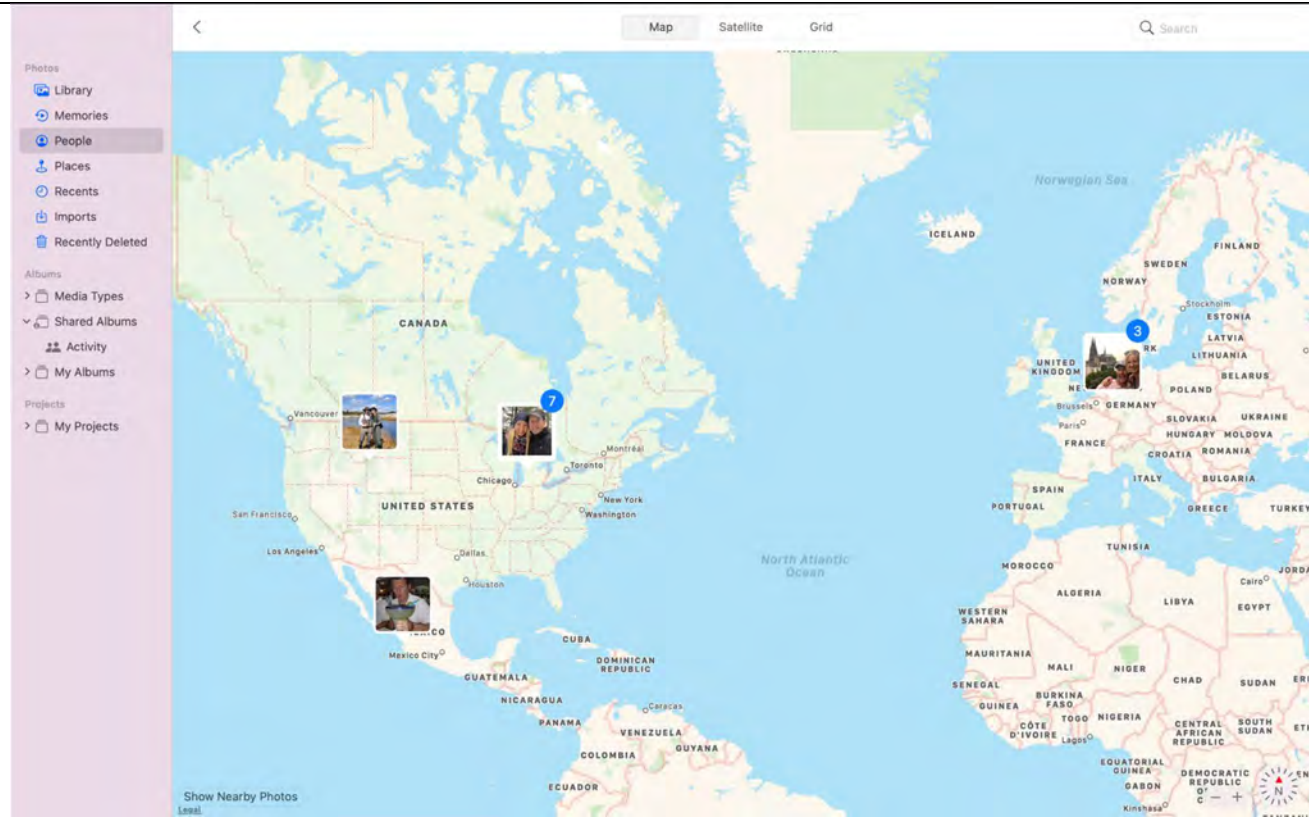 Map
Satellite
Grid
Search
Photos
Library
Memories
People
Places
Recents
Imports
Recently Deleted
Albums
Media Types
Shared Albums
Activity
My Albums
Projects
My Projects
Norwegian Sea
ICELAND
FINLAND
SWEDEN
NORWAY
Stockholm
ESTONIA
CANADA
3
RK
LATVIA
LITHUANIA
UNITED
KINGDOM
BELARUS
NE
POLAND
7
Brussels
GERMANY
Vancouver
SLOVAKIA
UKRAINE
Paris
HUNGARY
MOLDOVA
FRANCE
Montréal
CROATIA
ROMANIA
Toronto
Chicago
ITALY
BULGARIA
SPAIN
New York
UNITED STATES
PORTUGAL
GREECE
TURKEY
San Francisco
Washington
Los Angeles
Dallas
TUNISIA
North Atlantic
Ocean
MOROCCO
JORDA
Houston
Cairo
ALGERIA
LIBYA
EGYPT
WESTERN
SAHARA
CUBA
Mexico City
MAURITANIA
DOMINICAN
REPUBLIC
MALI
NIGER
GUATEMALA
CHAD
SUDAN
SENEGAL
BURKINA
FASO
NICARAGUA
GUINEA
Caracas
TOGO
NIGERIA
PANAMA
CÔTE
D'IVOIRE
Lagos
CENTRAL
AFRICAN
REPUBLIC
SOUTH
SUDAN
VENEZUELA
GUYANA
COLOMBIA
EQUATORIAL
GUINEA
DEMOCRATIC
REPUBLIC
ECUADOR
GABON
N
Show Nearby Photos
Legal
Kinshasa